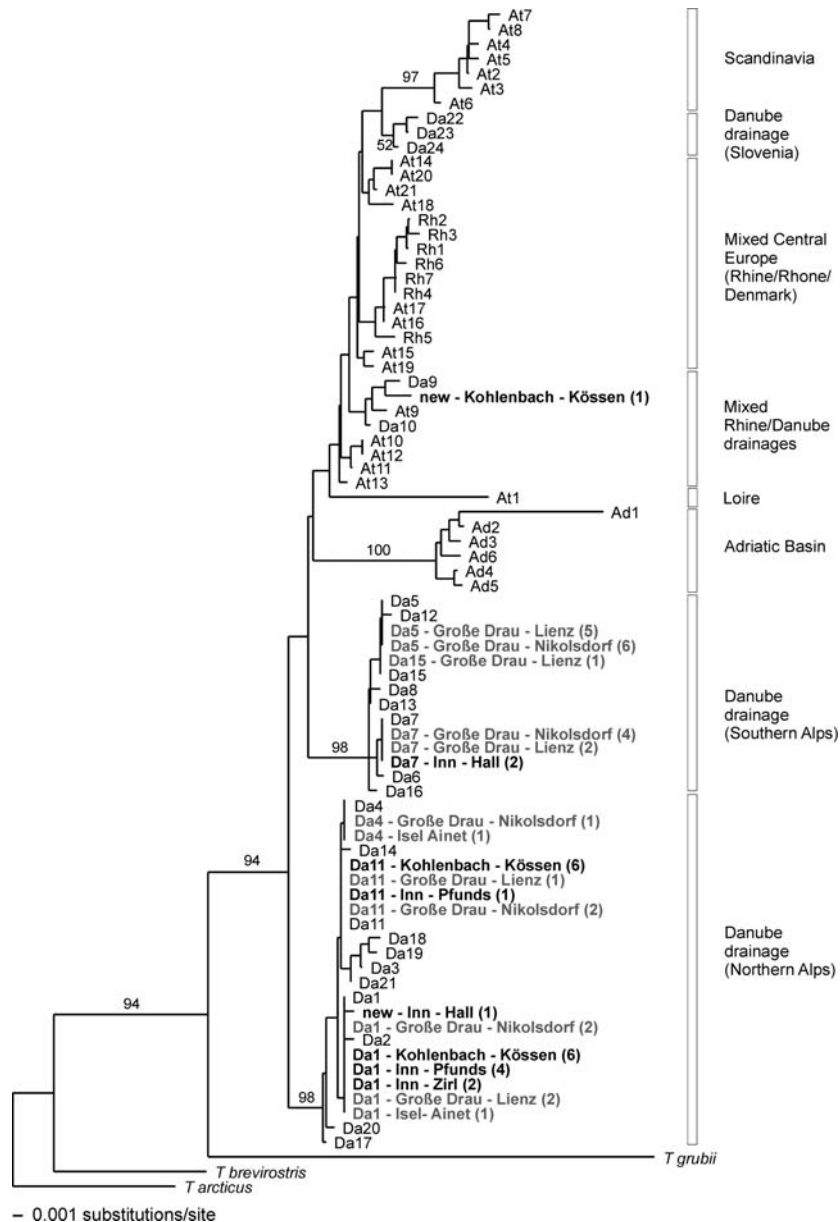 At7
At8
At4
At5
At2
At3
97
At6
Scandinavia
Da22
Da23
52
Da24
Danube
drainage
(Slovenia)
At14
At20
At21
At18
Rh2
Rh3
Rh1
Rh6
Rh7
Rh4
At17
At16
Rh5
At15
At19
Mixed Central
Europe
(Rhine/Rhone/
Denmark)
Da9
new - Kohlenbach - Kössen (1)
At9
Da10
At10
At12
At11
At13
Mixed
Rhine/Danube
drainages
At1
Loire
Ad1
Ad2
Ad3
100
Ad6
Ad4
Ad5
Adriatic Basin
Da5
Da12
Da5 - Große Drau - Lienz (5)
Da5 - Große Drau - Nikolsdorf (6)
Da15 - Große Drau - Lienz (1)
Da15
Da8
Da13
Da7
Da7 - Große Drau - Nikolsdorf (4)
Da7 - Große Drau - Lienz (2)
98
Da7 - Inn - Hall (2)
Da6
Da16
Danube
drainage
(Southern Alps)
Da4
Da4 - Große Drau - Nikolsdorf (1)
Da4 - Isel Ainet (1)
Da14
94
Da11 - Kohlenbach - Kössen (6)
Da11 - Große Drau - Lienz (1)
Da11 - Inn - Pfunds (1)
Da11 - Große Drau - Nikolsdorf (2)
Da11
Da18
Da19
Da3
Da21
Da1
94
new - Inn - Hall (1)
Da1 - Große Drau - Nikolsdorf (2)
Da2
Da1 - Kohlenbach - Kössen (6)
Da1 - Inn - Pfunds (4)
Da1 - Inn - Zirl (2)
98
Da1 - Große Drau - Lienz (2)
Da1 - Isel- Ainet (1)
Da20
Da17
Danube
drainage
(Northern Alps)
T grubii
T brevirostris
T arcticus
– 0.001 substitutions/site